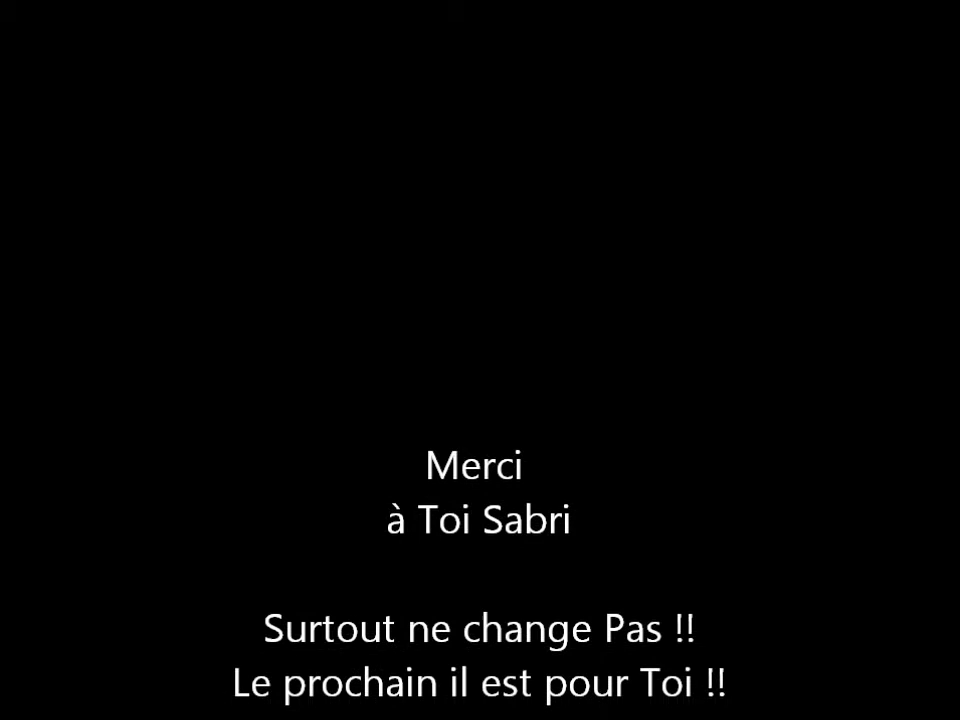 Merci
à Toi Sabri
Surtout ne change Pas !!
Le prochain il est pour Toi !!